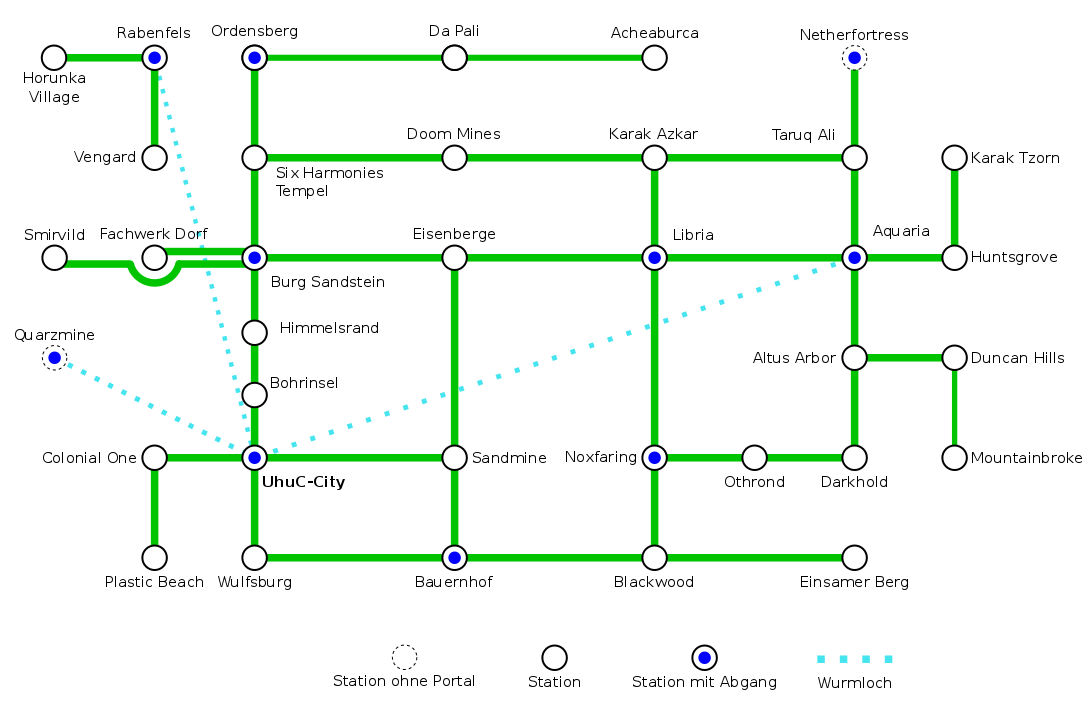 Rabenfels
Ordensberg
Da Pali
Acheaburca
Netherfortress
Horunka
Village
Doom Mines
Karak Azkar
Taruq Ali
Vengard
Karak Tzorn
Six Harmonies
Tempel
Smirvild
Fachwerk Dorf
Eisenberge
Libria
Aquaria
Huntsgrove
Burg Sandstein
Himmelsrand
Quarzmine
Altus Arbor
Duncan Hills
Bohrinsel
Colonial One
Sandmine
Noxfaring
Mountainbroke
UhuC-City
Othrond
Darkhold
Plastic Beach
Wulfsburg
Bauernhof
Blackwood
Einsamer Berg
Station ohne Portal
Station
Station mit Abgang
Wurmloch